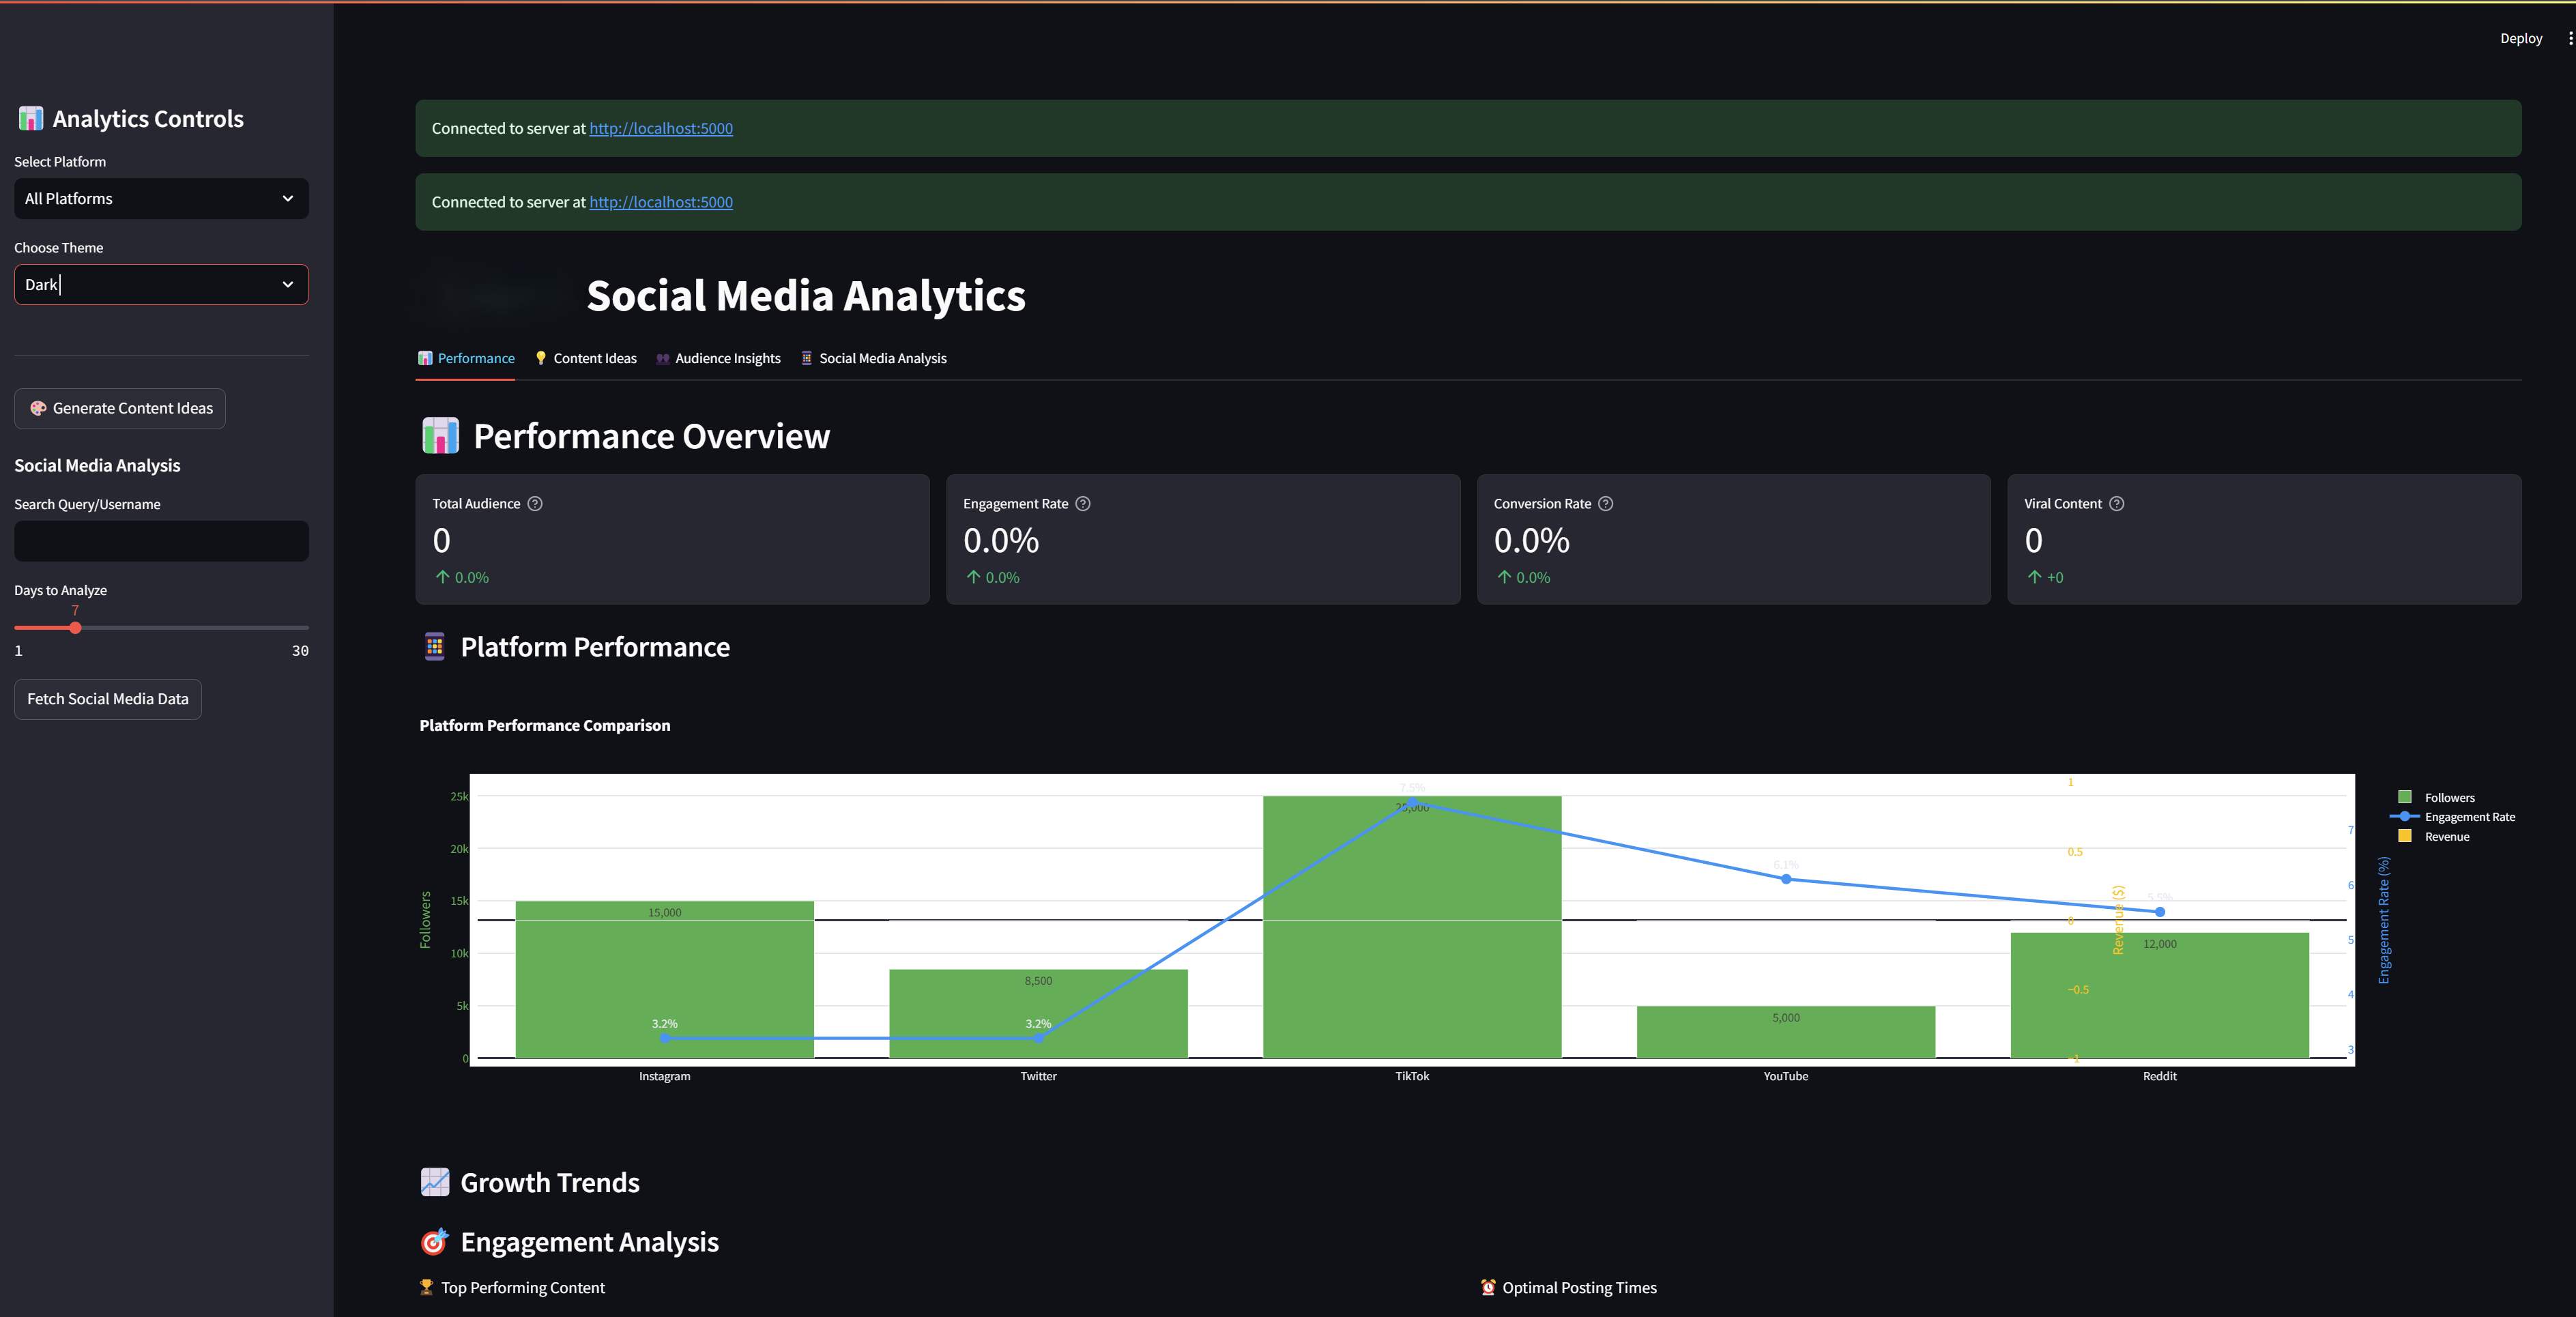 Deploy
Analytics Controls
Select Platform
All Platforms
Choose Theme
Dark
Generate Content Ideas
Social Media Analysis
Search Query/Username
Days to Analyze
7
1 30
Fetch Social Media Data
Connected to server at http://localhost:5000
Connected to server at http://localhost:5000
Social Media Analytics
Performance Content Ideas Audience Insights Social Media Analysis
Performance Overview
Total Audience
0
0.0%
Engagement Rate
0.0%
0.0%
Conversion Rate
0.0%
0.0%
Viral Content
0
+0
Platform Performance
Platform Performance Comparison
Followers
25k
20k
15k
10k
5k
0
15,000
8,500
25,000
5,000
12,000
3.2%
3.2%
7.5%
6.1%
5.5%
Instagram Twitter TikTok YouTube Reddit
1
0.5
0
−0.5
−1
Revenue ($)
7
6
5
4
3
Engagement Rate (%)
Followers
Engagement Rate
Revenue
Growth Trends
Engagement Analysis
Top Performing Content
Optimal Posting Times